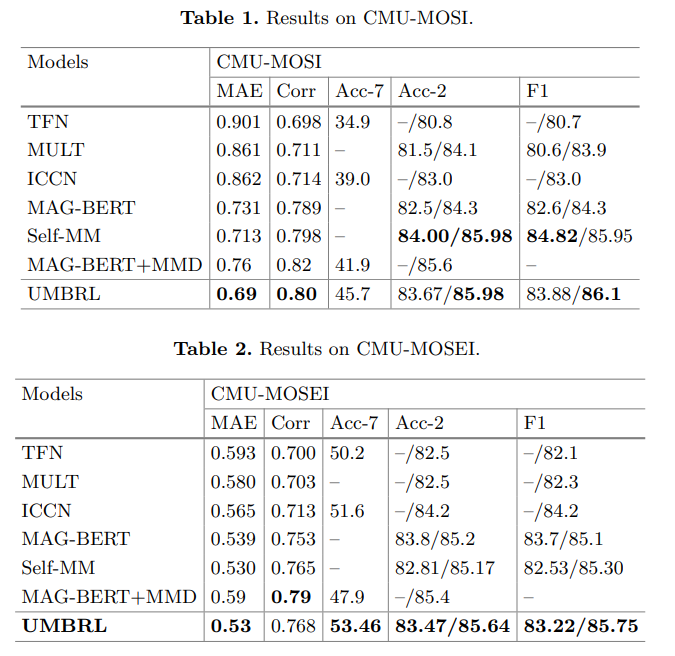 Table 1. Results on CMU-MOSI.
Models CMU-MOSI
MAE Corr Acc-7 Acc-2 F1
TFN 0.901 0.698 34.9 –/80.8 –/80.7
MULT 0.861 0.711 – 81.5/84.1 80.6/83.9
ICCN 0.862 0.714 39.0 –/83.0 –/83.0
MAG-BERT 0.731 0.789 – 82.5/84.3 82.6/84.3
Self-MM 0.713 0.798 – 84.00/85.98 84.82/85.95
MAG-BERT+MMD 0.76 0.82 41.9 –/85.6 –
UMBRL 0.69 0.80 45.7 83.67/85.98 83.88/86.1
Table 2. Results on CMU-MOSEI.
Models CMU-MOSEI
MAE Corr Acc-7 Acc-2 F1
TFN 0.593 0.700 50.2 –/82.5 –/82.1
MULT 0.580 0.703 – –/82.5 –/82.3
ICCN 0.565 0.713 51.6 –/84.2 –/84.2
MAG-BERT 0.539 0.753 – 83.8/85.2 83.7/85.1
Self-MM 0.530 0.765 – 82.81/85.17 82.53/85.30
MAG-BERT+MMD 0.59 0.79 47.9 –/85.4 –
UMBRL 0.53 0.768 53.46 83.47/85.64 83.22/85.75